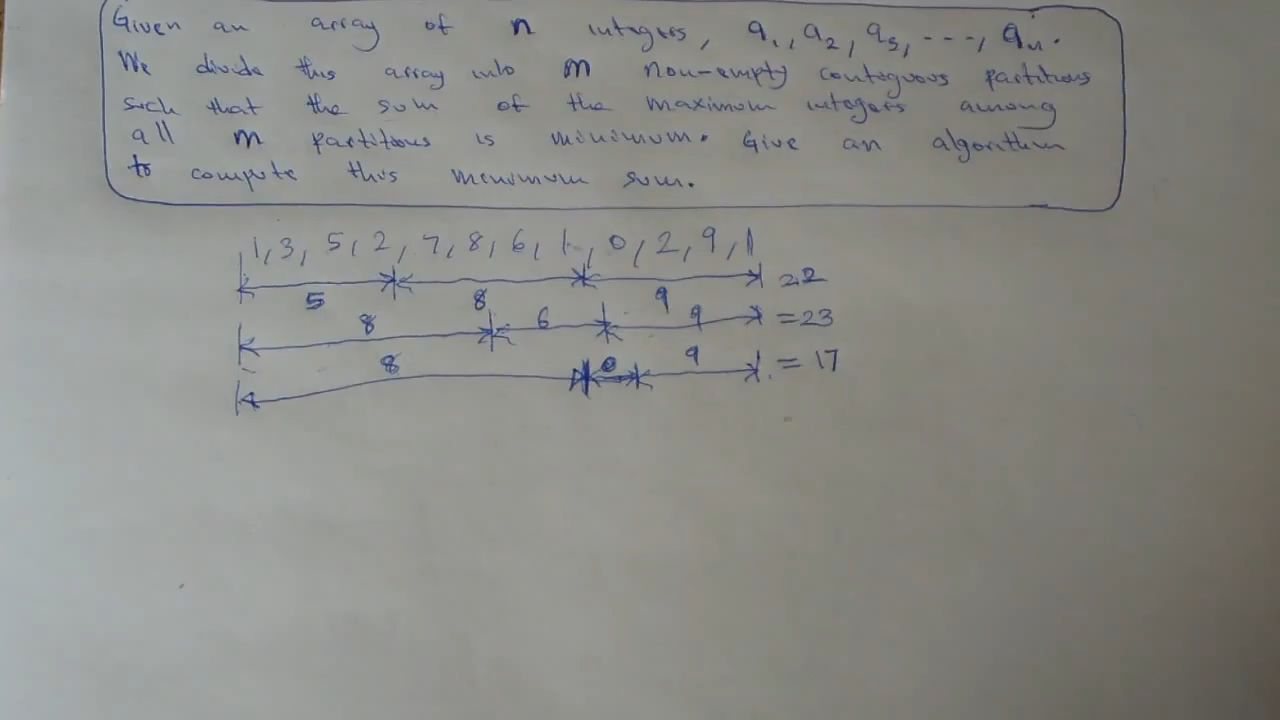 Given an array of n integers, a1, a2, a3, ---, an.
We divide this array into m non-empty contiguous partitions
such that the sum of the maximum integers among
all m partitions is minimum. Give an algorithm
to compute this minimum sum.
1, 3, 5, 2, 7, 8, 6, 1, 0, 2, 9, 1
5 8 9 22
8 6 9 =23
8 0 9 = 17